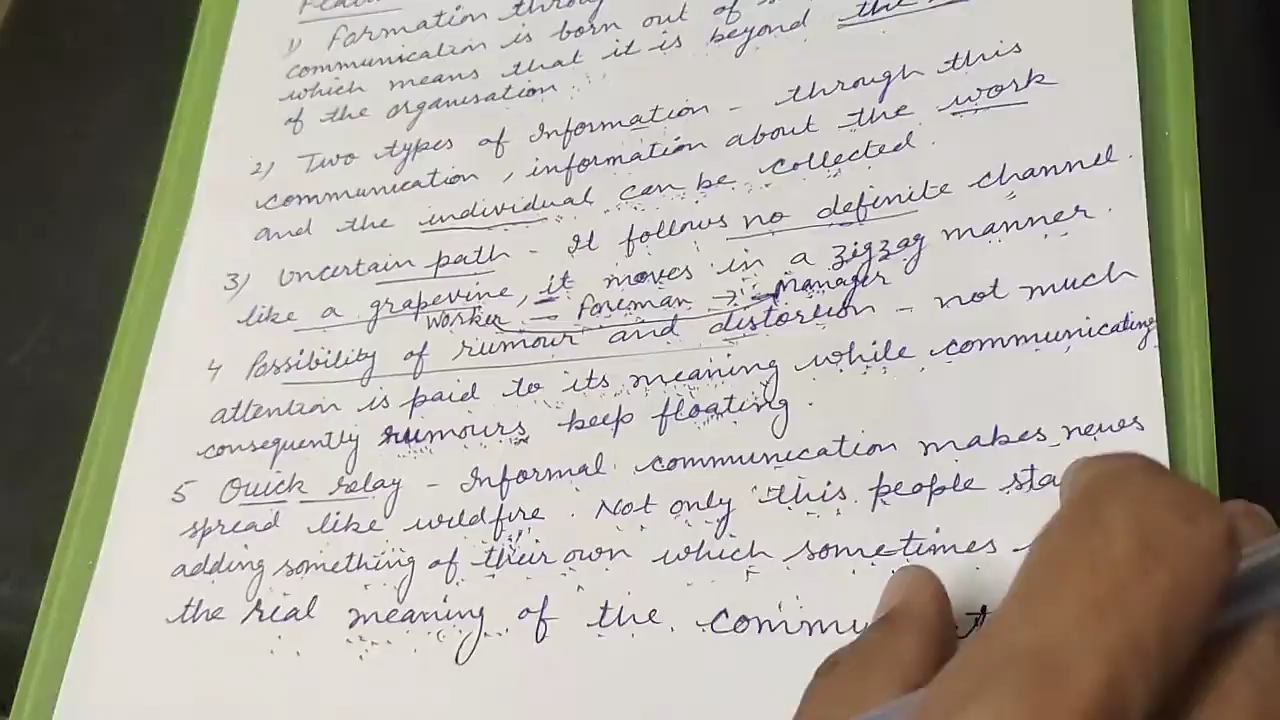 1) Formation through
communication is born out of
which means that it is beyond the
of the organisation
2) Two types of Information - through this
communication, information about the work
and the individual can be collected.
3) Uncertain path - It follows no definite channel.
like a grapevine, it moves in a zigzag manner.
Worker → Foreman → Manager
4 Possibility of rumour and distortion - not much
attention is paid to its meaning while communicating
consequently rumours keep floating.
5 Quick relay - Informal communication makes news
spread like wildfire. Not only this people
adding something of their own which sometimes
the real meaning of the